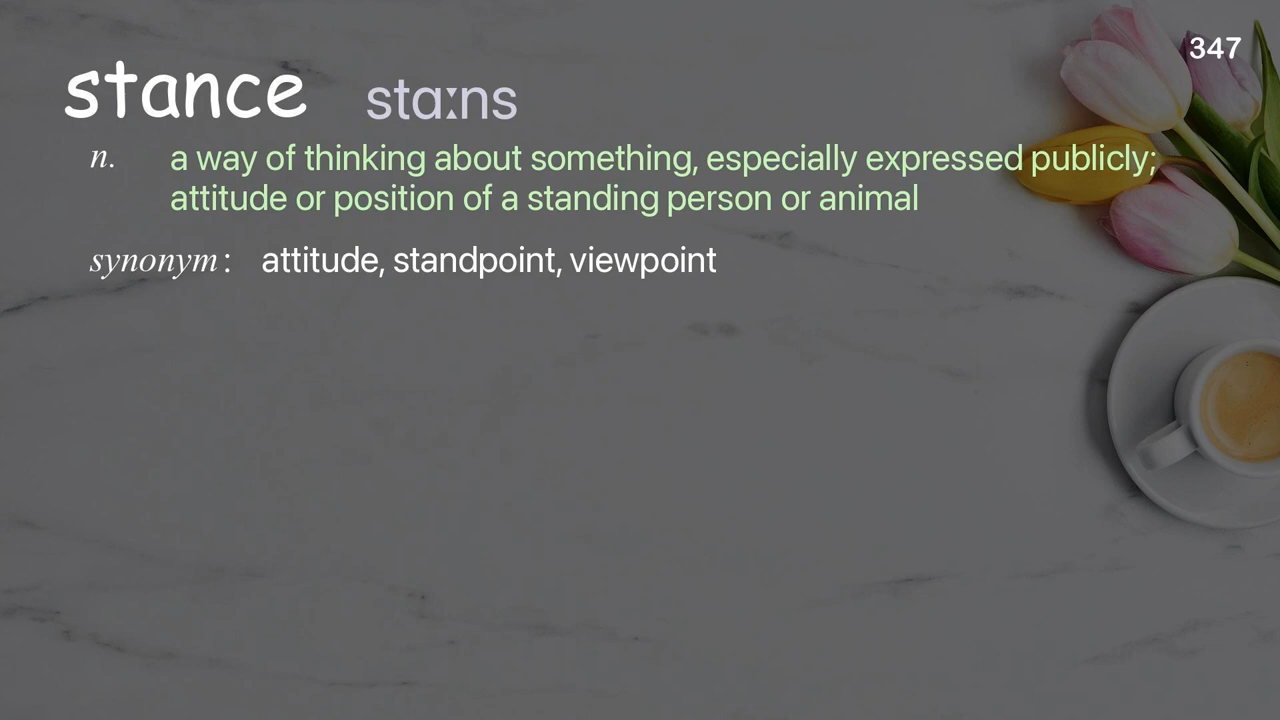 347
stance stɑːns
n. a way of thinking about something, especially expressed publicly;
attitude or position of a standing person or animal
synonym : attitude, standpoint, viewpoint